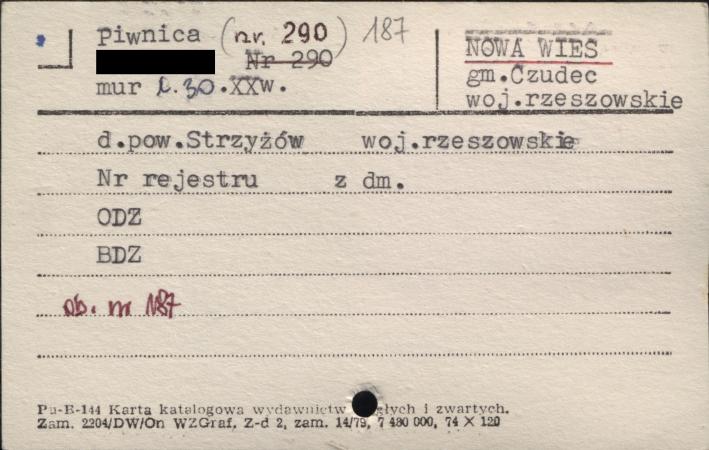 Piwnica (nr. 290) 187
Nr 290
mur l.30.XXw.
NOWA WIEŚ
gm.Czudec
woj.rzeszowskie
d.pow.Strzyżów woj.rzeszowskie
Nr rejestru z dm.
ODZ
BDZ
ob. nr 187
Pu-B-144 Karta katalogowa wydawnictw głych i zwartych.
Zam. 2204/DW/On WZGraf. Z-d 2, zam. 14/79, 7 480 000, 74 X 120